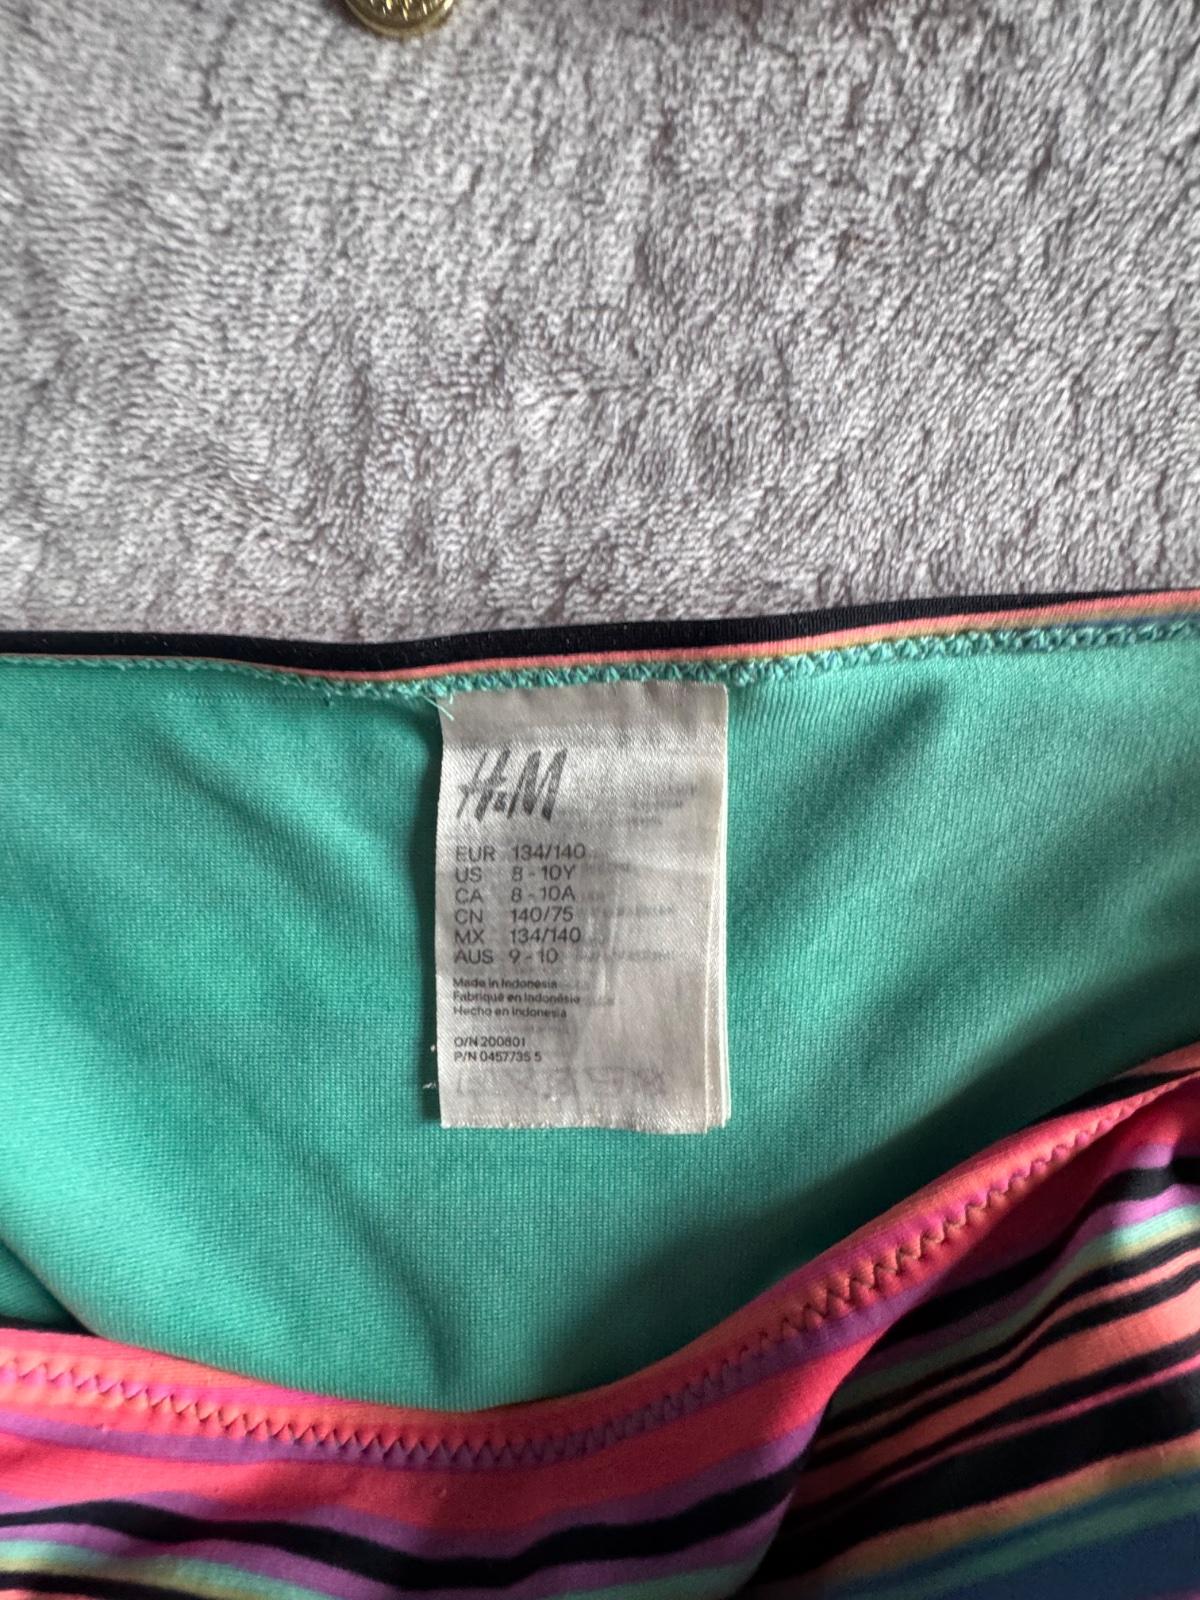 H&M
EUR 134/140
US 8-10Y
CA 8-10A
CN 140/75
MX 134/140
AUS 9-10
Made in Indonesia
Fabriqué en Indonésie
Hecho en Indonesia
O/N 200801
P/N 0457735 5